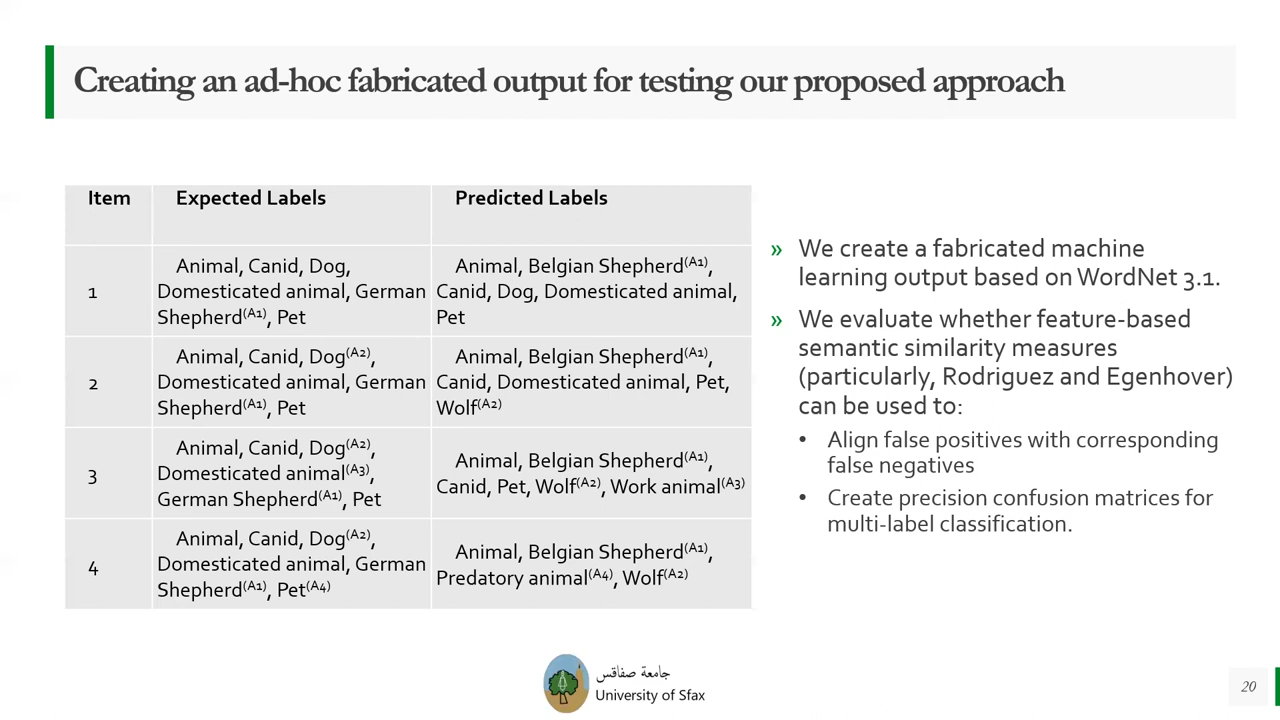 Creating an ad-hoc fabricated output for testing our proposed approach
Item Expected Labels Predicted Labels
1
Animal, Canid, Dog,
Domesticated animal, German
Shepherd(A1), Pet
Animal, Belgian Shepherd(A1),
Canid, Dog, Domesticated animal,
Pet
2
Animal, Canid, Dog(A2),
Domesticated animal, German
Shepherd(A1), Pet
Animal, Belgian Shepherd(A1),
Canid, Domesticated animal, Pet,
Wolf(A2)
3
Animal, Canid, Dog(A2),
Domesticated animal(A3),
German Shepherd(A1), Pet
Animal, Belgian Shepherd(A1),
Canid, Pet, Wolf(A2), Work animal(A3)
4
Animal, Canid, Dog(A2),
Domesticated animal, German
Shepherd(A1), Pet(A4)
Animal, Belgian Shepherd(A1),
Predatory animal(A4), Wolf(A2)
» We create a fabricated machine
learning output based on WordNet 3.1.
» We evaluate whether feature-based
semantic similarity measures
(particularly, Rodriguez and Egenhover)
can be used to:
• Align false positives with corresponding
false negatives
• Create precision confusion matrices for
multi-label classification.
جامعة صفاقس
University of Sfax
20